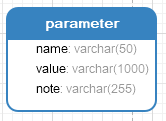 parameter
name: varchar(50)
value: varchar(1000)
note: varchar(255)